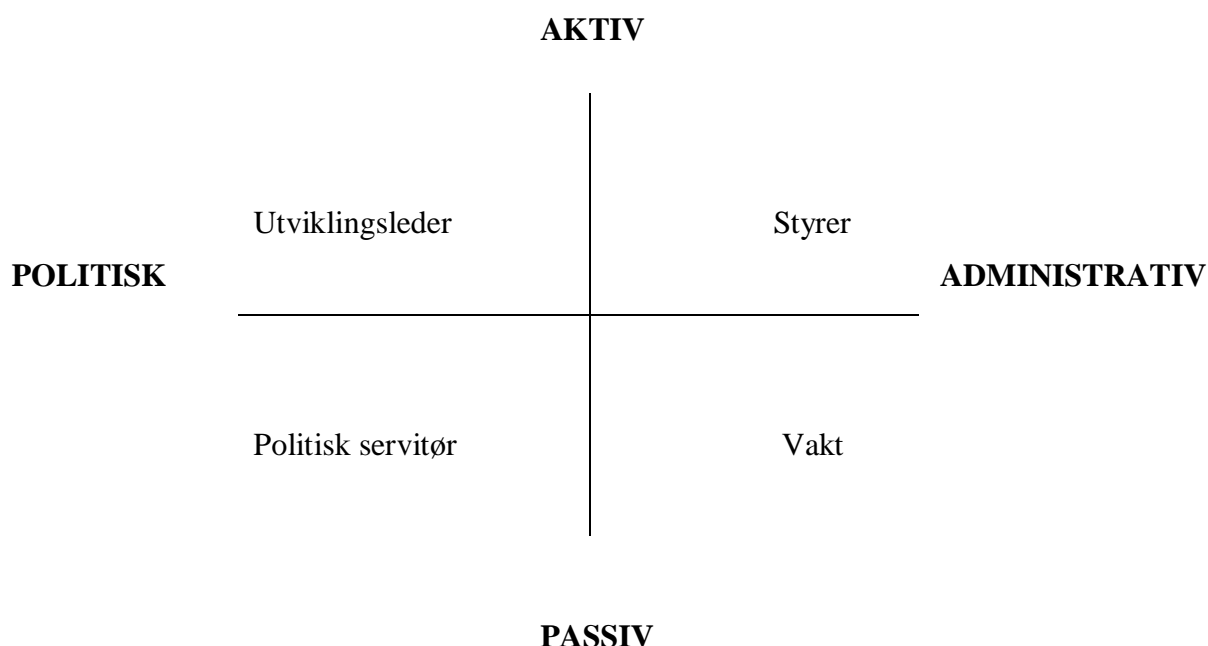 AKTIV
Utviklingsleder Styrer
POLITISK ADMINISTRATIV
Politisk servitør Vakt
PASSIV